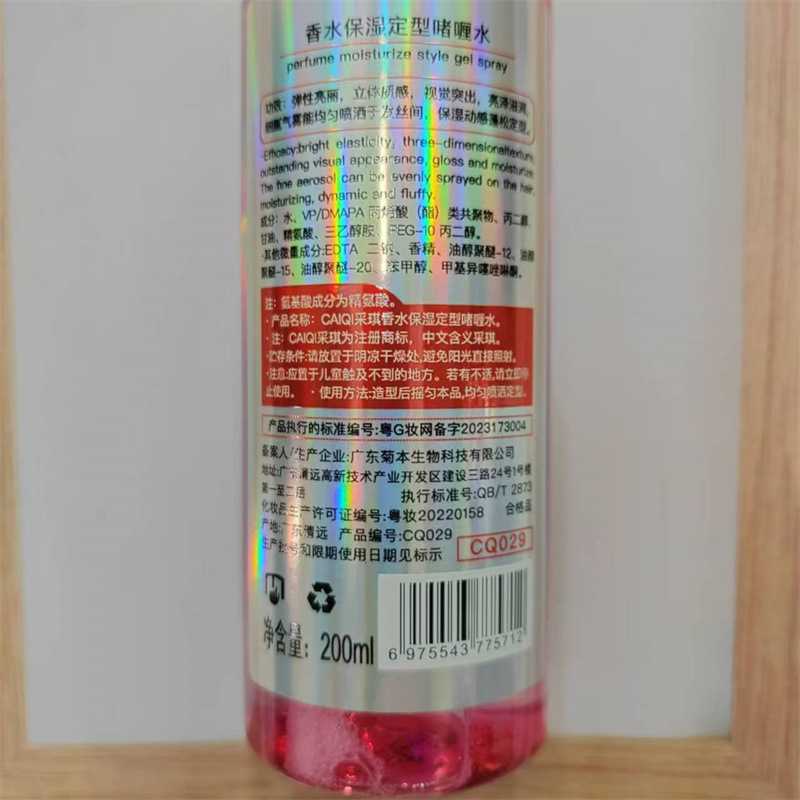 香水保湿定型啫喱水
perfume moisturize style gel spray
功效: 弹性亮丽, 立体质感, 视觉突出, 亮泽滋润,
细腻气雾能均匀喷洒于发丝间, 保湿动感蓬松定型。
·Efficacy:bright elasticity, three-dimensionaltexture,
outstanding visual appearance, gloss and moisturize.
The fine aerosol can be evenly sprayed on the hair,
moisturizing, dynamic and fluffy.
成分: 水、VP/DMAPA 丙烯酸（酯）类共聚物、丙二醇、
甘油、精氨酸、三乙醇胺、PEG-10 丙二醇。
·其他微量成分:EDTA 二钠、香精、油醇聚醚-12、油醇
聚醚-15、油醇聚醚-20、苯甲醇、甲基异噻唑啉酮。
注: 氨基酸成分为精氨酸。
·产品名称: CAIQI采琪香水保湿定型啫喱水。
·注: CAIQI采琪为注册商标, 中文含义采琪。
·贮存条件:请放置于阴凉干燥处,避免阳光直接照射。
·注意:应置于儿童触及不到的地方。若有不适,请立即停
止使用。 ·使用方法:造型后摇匀本品,均匀喷洒定型。
产品执行的标准编号:粤G妆网备字2023173004
备案人/生产企业:广东菊本生物科技有限公司
地址:广东清远高新技术产业开发区建设三路24号1号楼
第一至二层 执行标准号:QB/T 2873
化妆品生产许可证编号:粤妆20220158 合格品
产地:广东清远 产品编号:CQ029
生产批号和限期使用日期见标示 CQ029
净含量: 200ml
6 975543 775712